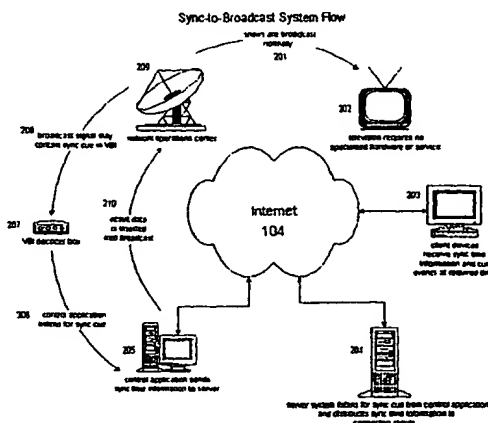 Sync-to-Broadcast System Flow
shows are broadcast
normally
201
209
network operations center
202
television requires no
specialized hardware or service
208
broadcast signal may
contain sync cue in VBI
210
event data
is inserted
into broadcast
207
VBI decoder box
Internet
104
203
client devices
receive sync time
information and cue
events at required
206
control application
listens for sync cue
205
control application sends
sync time information to server
204
server system listens for sync cue from control application
and distributes sync time information to